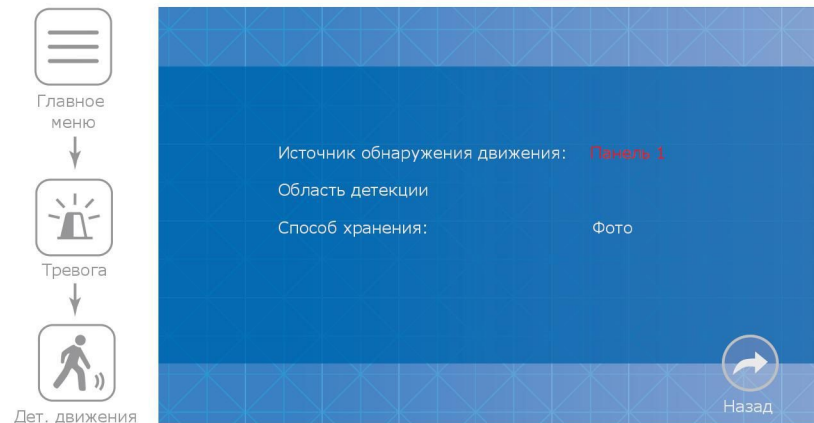 Главное
меню
Тревога
Дет. движения
Источник обнаружения движения: Панель 1
Область детекции
Способ хранения: Фото
Назад